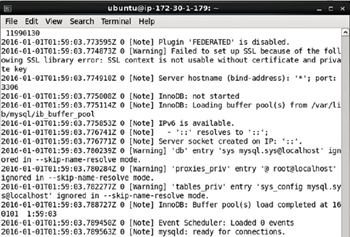 ubuntu@ip-172-30-1-179: ~
File Edit View Search Terminal Help
11990130
2016-01-01T01:59:03.773595Z 0 [Note] Plugin 'FEDERATED' is disabled.
2016-01-01T01:59:03.774873Z 0 [Warning] Failed to set up SSL because of the foll
owing SSL library error: SSL context is not usable without certificate and priva
te key
2016-01-01T01:59:03.774910Z 0 [Note] Server hostname (bind-address): '*'; port:
3306
2016-01-01T01:59:03.775008Z 0 [Note] InnoDB: not started
2016-01-01T01:59:03.775114Z 0 [Note] InnoDB: Loading buffer pool(s) from /var/li
b/mysql/ib_buffer_pool
2016-01-01T01:59:03.775853Z 0 [Note] IPv6 is available.
2016-01-01T01:59:03.776741Z 0 [Note]   - '::' resolves to '::';
2016-01-01T01:59:03.776771Z 0 [Note] Server socket created on IP: '::'.
2016-01-01T01:59:03.780239Z 0 [Warning] 'db' entry 'sys mysql.sys@localhost' ign
ored in --skip-name-resolve mode.
2016-01-01T01:59:03.780284Z 0 [Warning] 'proxies_priv' entry '@ root@localhost'
ignored in --skip-name-resolve mode.
2016-01-01T01:59:03.782277Z 0 [Warning] 'tables_priv' entry 'sys_config mysql.sy
s@localhost' ignored in --skip-name-resolve mode.
2016-01-01T01:59:03.788727Z 0 [Note] InnoDB: Buffer pool(s) load completed at 16
0101  1:59:03
2016-01-01T01:59:03.789450Z 0 [Note] Event Scheduler: Loaded 0 events
2016-01-01T01:59:03.789563Z 0 [Note] mysqld: ready for connections.